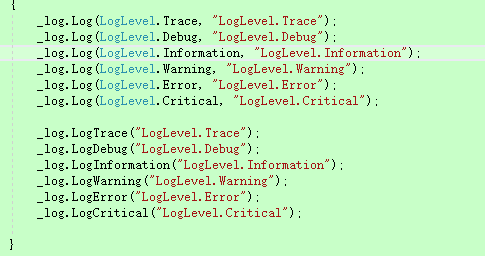 {
_log.Log(LogLevel.Trace, "LogLevel.Trace");
_log.Log(LogLevel.Debug, "LogLevel.Debug");
_log.Log(LogLevel.Information, "LogLevel.Information");
_log.Log(LogLevel.Warning, "LogLevel.Warning");
_log.Log(LogLevel.Error, "LogLevel.Error");
_log.Log(LogLevel.Critical, "LogLevel.Critical");
_log.LogTrace("LogLevel.Trace");
_log.LogDebug("LogLevel.Debug");
_log.LogInformation("LogLevel.Information");
_log.LogWarning("LogLevel.Warning");
_log.LogError("LogLevel.Error");
_log.LogCritical("LogLevel.Critical");
}